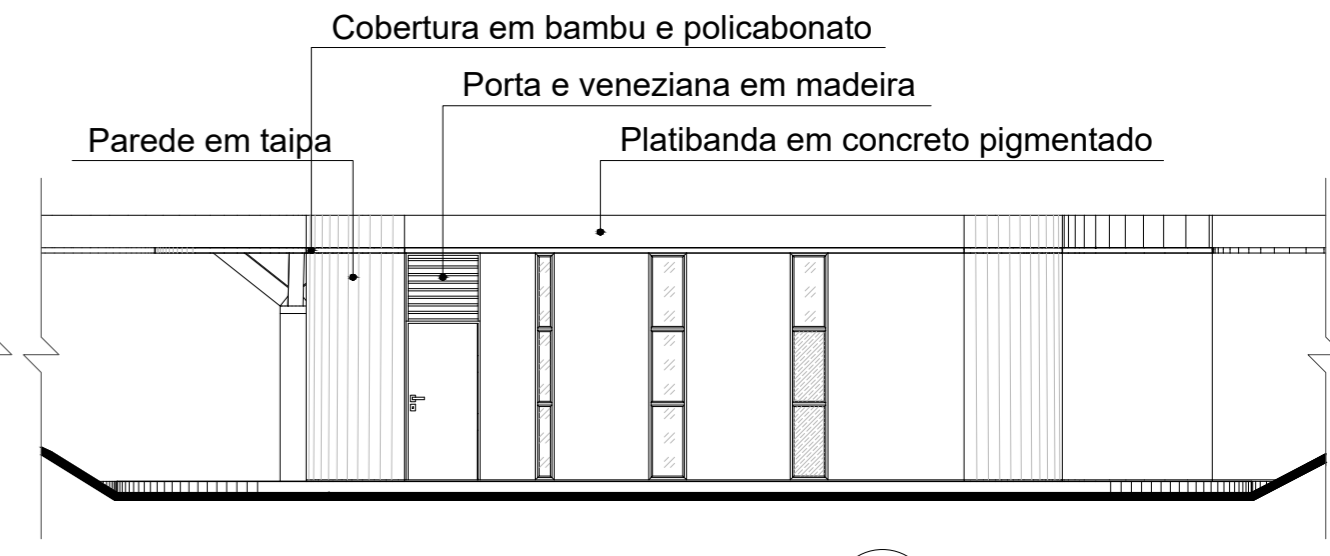 Cobertura em bambu e policabonato
Porta e veneziana em madeira
Parede em taipa
Platibanda em concreto pigmentado